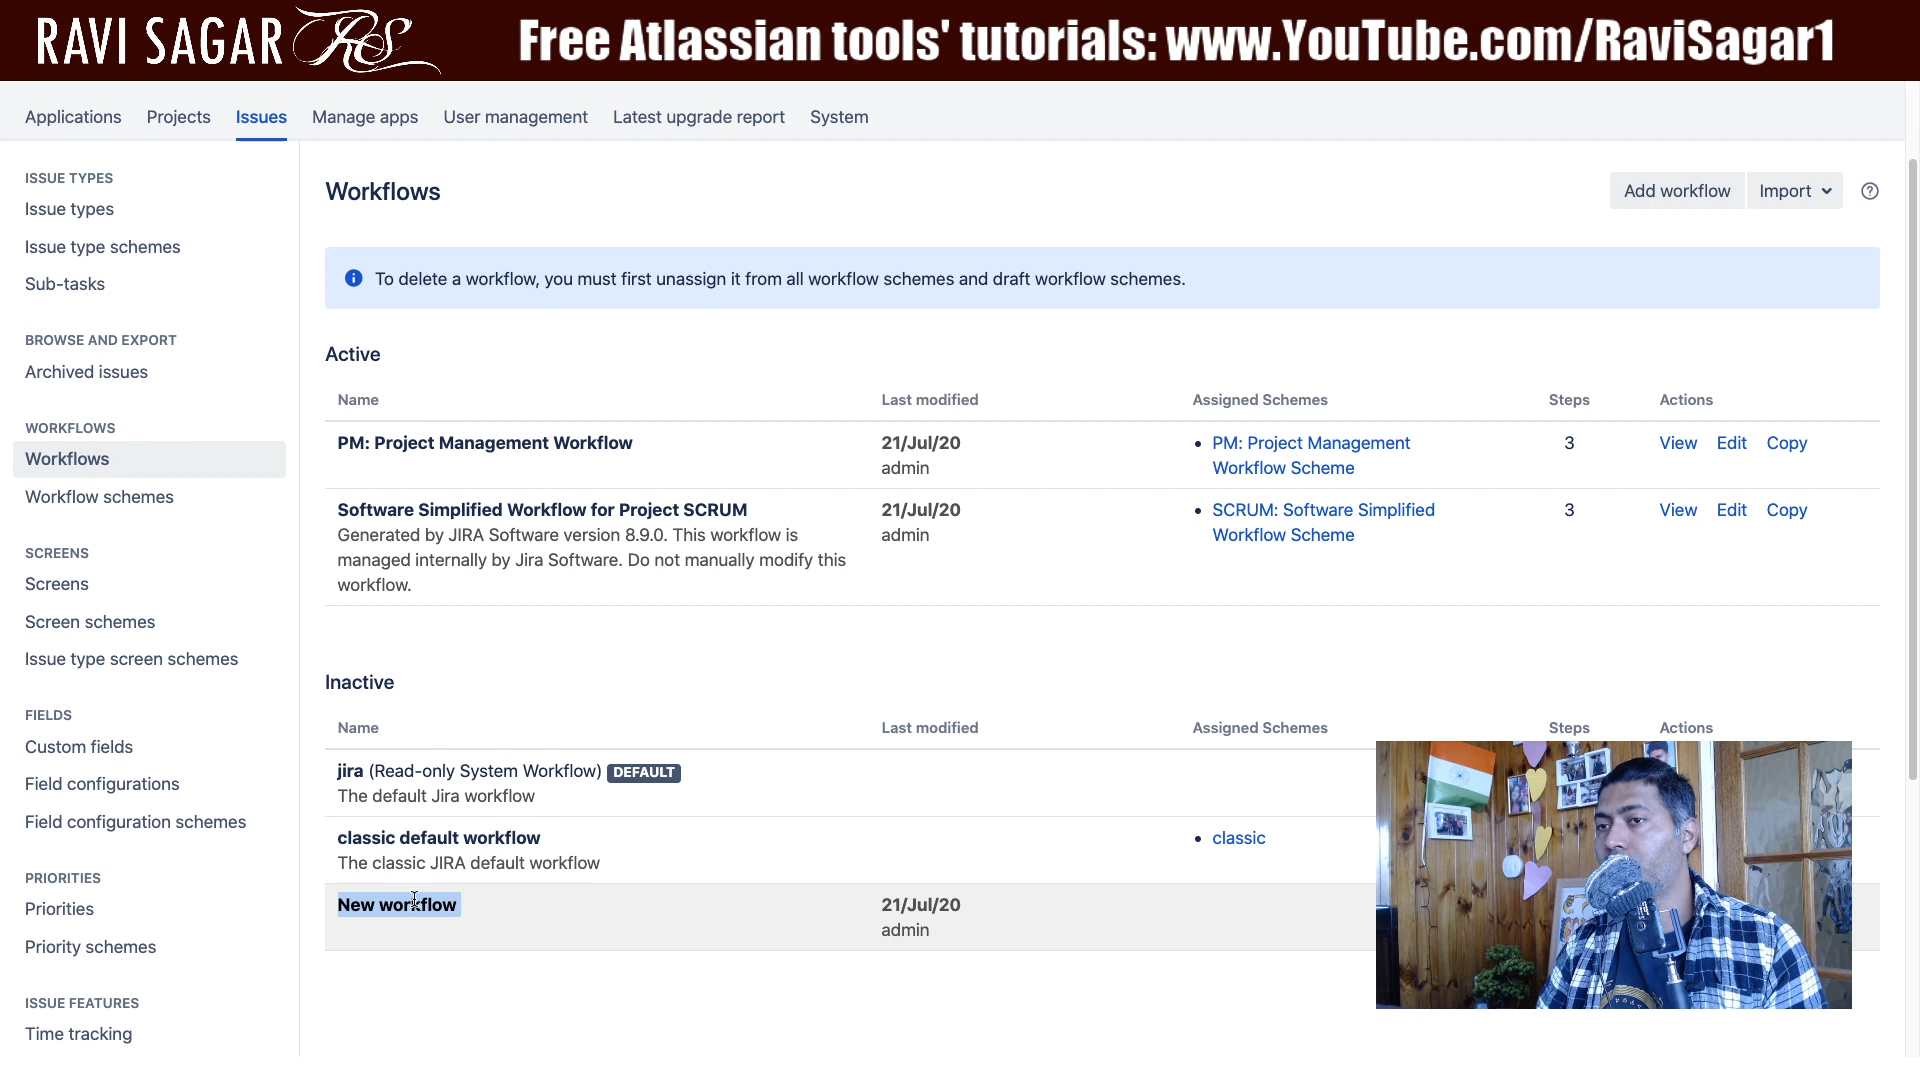 RAVI SAGAR RS
Free Atlassian tools' tutorials: www.YouTube.com/RaviSagar1
Applications Projects Issues Manage apps User management Latest upgrade report System
ISSUE TYPES
Issue types
Issue type schemes
Sub-tasks
BROWSE AND EXPORT
Archived issues
WORKFLOWS
Workflows
Workflow schemes
SCREENS
Screens
Screen schemes
Issue type screen schemes
FIELDS
Custom fields
Field configurations
Field configuration schemes
PRIORITIES
Priorities
Priority schemes
ISSUE FEATURES
Time tracking
Workflows
Add workflow Import
To delete a workflow, you must first unassign it from all workflow schemes and draft workflow schemes.
Active
Name Last modified Assigned Schemes Steps Actions
PM: Project Management Workflow 21/Jul/20 • PM: Project Management 3 View Edit Copy
admin Workflow Scheme
Software Simplified Workflow for Project SCRUM 21/Jul/20 • SCRUM: Software Simplified 3 View Edit Copy
Generated by JIRA Software version 8.9.0. This workflow is admin Workflow Scheme
managed internally by Jira Software. Do not manually modify this
workflow.
Inactive
Name Last modified Assigned Schemes Steps Actions
jira (Read-only System Workflow) DEFAULT
The default Jira workflow
classic default workflow • classic
The classic JIRA default workflow
New workflow 21/Jul/20
admin